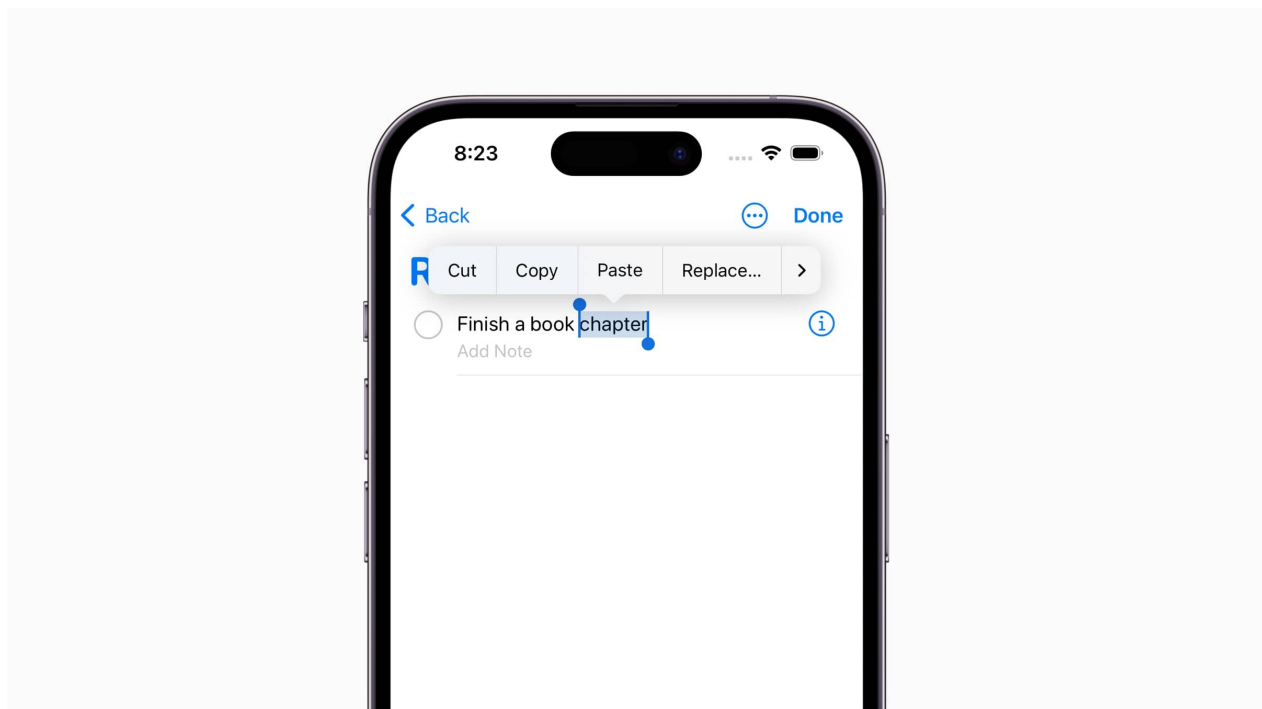 8:23
Back
Done
R
Cut Copy Paste Replace...
Finish a book chapter
Add Note